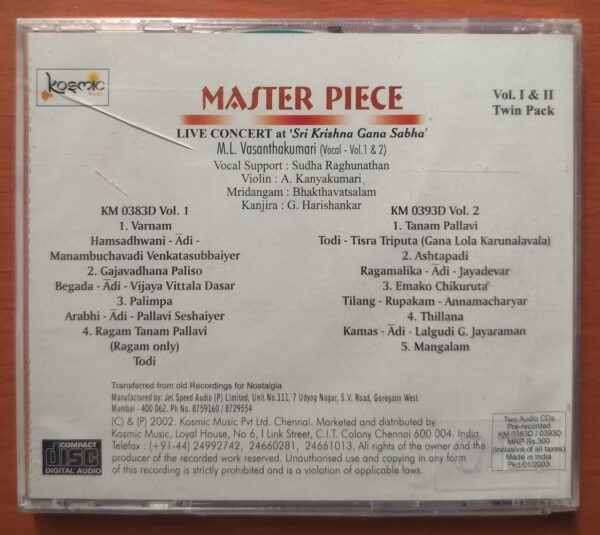 kosmic
Music
MASTER PIECE
Vol. I & II
Twin Pack
LIVE CONCERT at 'Sri Krishna Gana Sabha'
M.L. Vasanthakumari (Vocal - Vol.1 & 2)
Vocal Support : Sudha Raghunathan
Violin : A. Kanyakumari
Mridangam : Bhakthavatsalam
Kanjira : G. Harishankar
KM 0383D Vol. 1
1. Varnam
Hamsadhwani - Ādi -
Manambuchavadi Venkatasubbaiyer
2. Gajavadhana Paliso
Begada - Ādi - Vijaya Vittala Dasar
3. Palimpa
Arabhi - Ādi - Pallavi Seshaiyer
4. Ragam Tanam Pallavi
(Ragam only)
Todi
KM 0393D Vol. 2
1. Tanam Pallavi
Todi - Tisra Triputa (Gana Lola Karunalavala)
2. Ashtapadi
Ragamalika - Ādi - Jayadevar
3. Emako Chikuruta'
Tilang - Rupakam - Annamacharyar
4. Thillana
Kamas - Ādi - Lalgudi G. Jayaraman
5. Mangalam
Transferred from old Recordings for Nostalgia
Manufactured by: Jet Speed Audio (P) Limited, Unit No.111, 7 Udyog Nagar, S.V. Road, Goregaon West
Mumbai - 400 062. Ph No. 8759160 / 8729554
(C) & (P) 2002. Kosmic Music Pvt Ltd. Chennai. Marketed and distributed by
Kosmic Music, Loyal House, No 6, I Link Street, C.I.T. Colony Chennai 600 004. India.
Telefax : (+91-44) 24992742, 24660281, 24661013. All rights of the owner and the
producer of the recorded work reserved. Unauthorised use and copying in any form
of this recording is strictly prohibited and is a violation of applicable laws.
COMPACT
disc
DIGITAL AUDIO
Two Audio CDs
Pre-recorded
KM 0383D / 0393D
MRP-Rs.300
(inclusive of all taxes)
Made in India
Pkd.01/2003